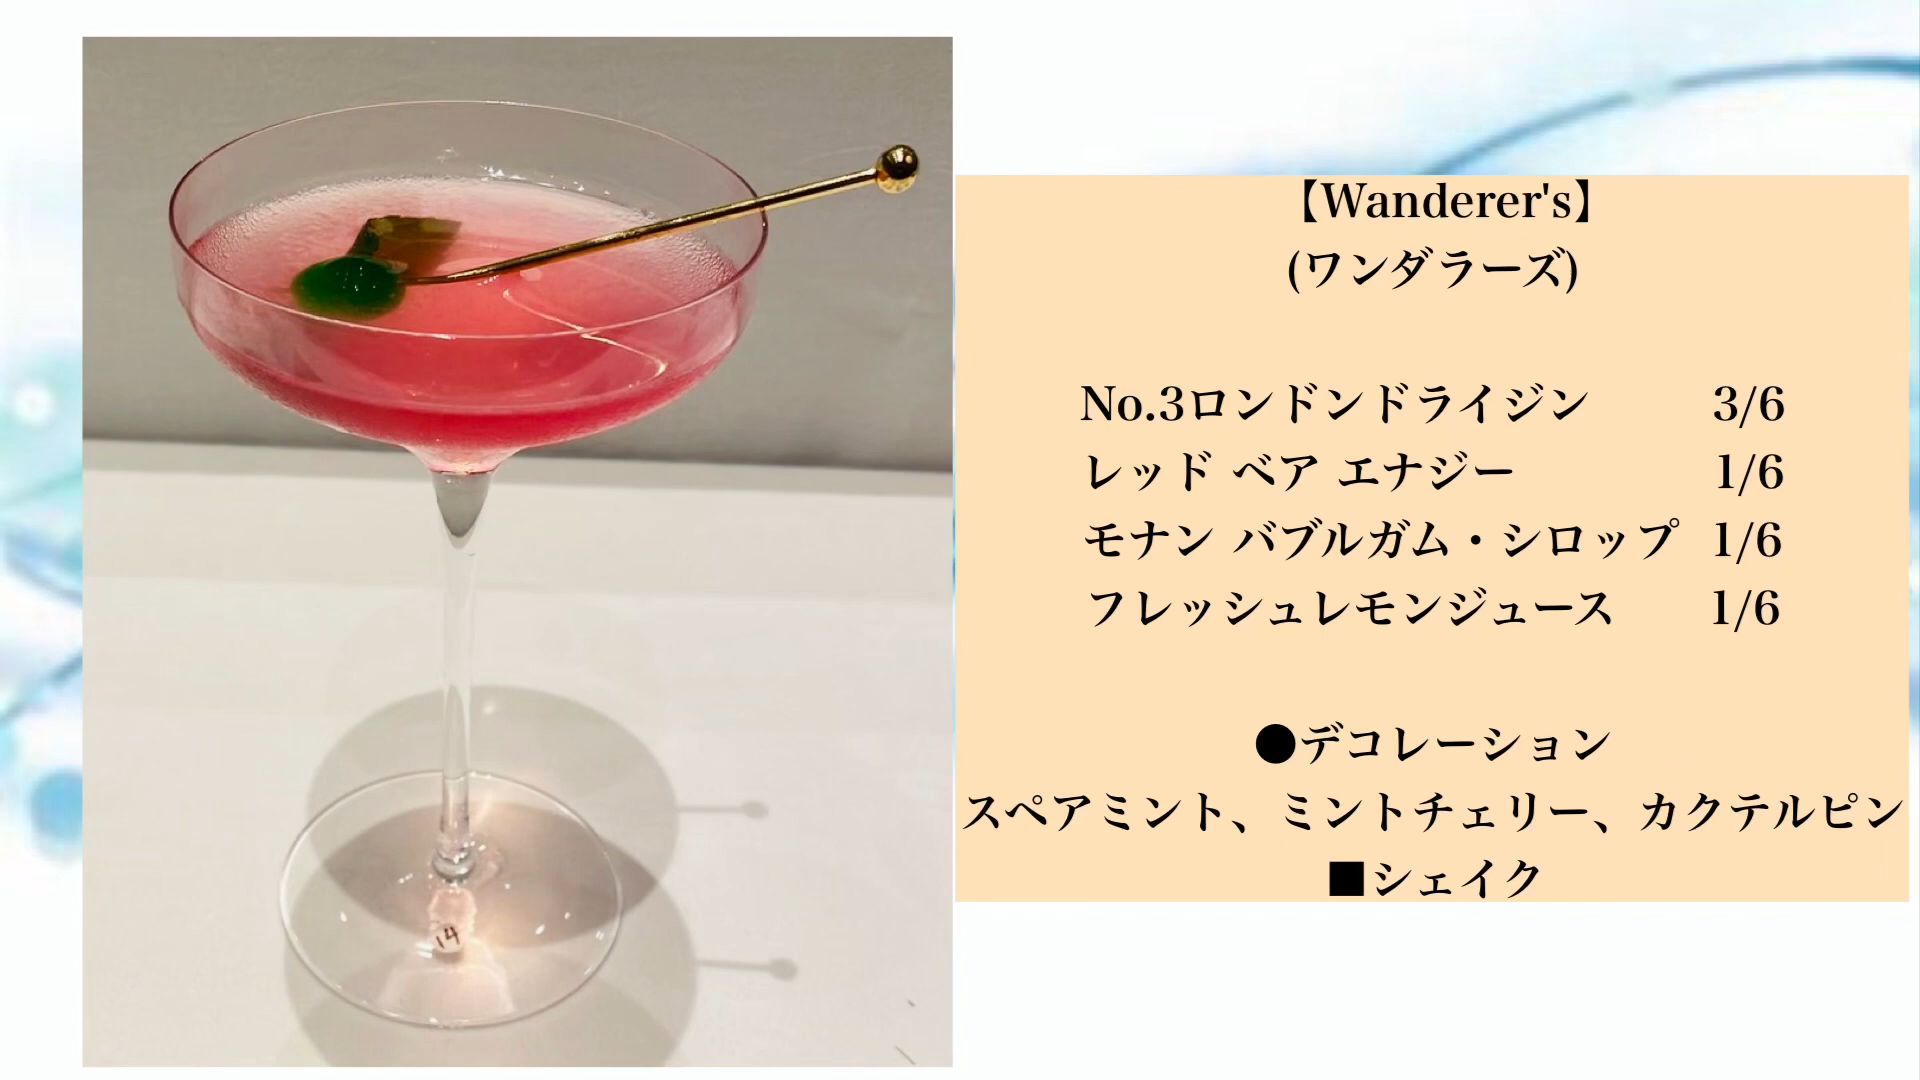 【Wanderer's】
(ワンダラーズ)
No.3ロンドンドライジン 3/6
レッド ベア エナジー 1/6
モナン バブルガム・シロップ 1/6
フレッシュレモンジュース 1/6
●デコレーション
スペアミント、ミントチェリー、カクテルピン
■シェイク
14